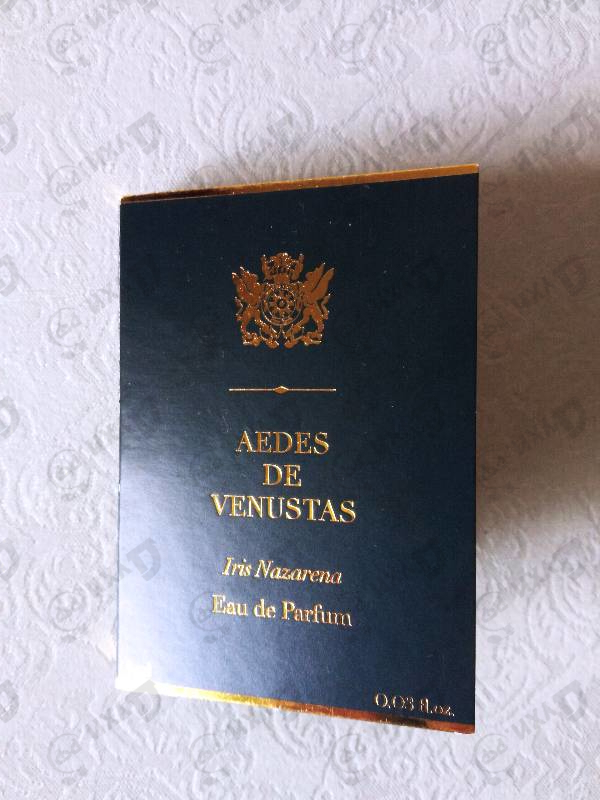 AEDES
DE
VENUSTAS
Iris Nazarena
Eau de Parfum
0.03 fl.oz.